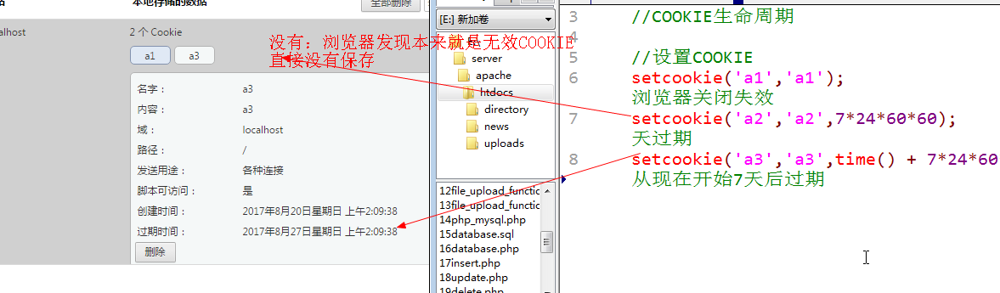 本地存储的数据
全部删除
localhost
2 个 Cookie
a1
a3
没有：浏览器发现本来就是无效COOKIE
直接没有保存
名字：
a3
内容：
a3
域：
localhost
路径：
/
发送用途：
各种连接
脚本可访问：
是
创建时间：
2017年8月20日星期日 上午2:09:38
过期时间：
2017年8月27日星期日 上午2:09:38
删除
[E:] 新加卷
server
apache
htdocs
directory
news
uploads
12file_upload_functio
13file_upload_functio
14php_mysql.php
15database.sql
16database.php
17insert.php
18update.php
19delete.php
3 //COOKIE生命周期
4
5 //设置COOKIE
6 setcookie('a1','a1');
浏览器关闭失效
7 setcookie('a2','a2',7*24*60*60);
天过期
8 setcookie('a3','a3',time() + 7*24*60
从现在开始7天后过期